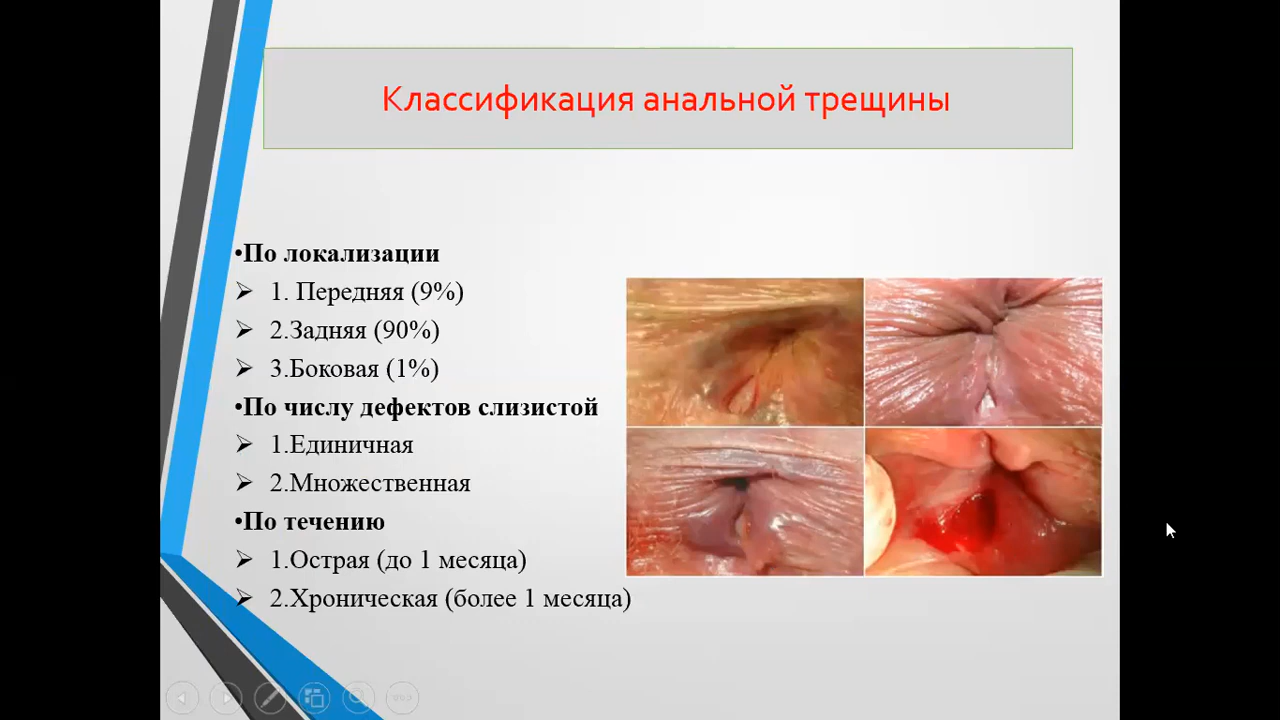 Классификация анальной трещины
•По локализации
➢ 1. Передняя (9%)
➢ 2.Задняя (90%)
➢ 3.Боковая (1%)
•По числу дефектов слизистой
➢ 1.Единичная
➢ 2.Множественная
•По течению
➢ 1.Острая (до 1 месяца)
➢ 2.Хроническая (более 1 месяца)